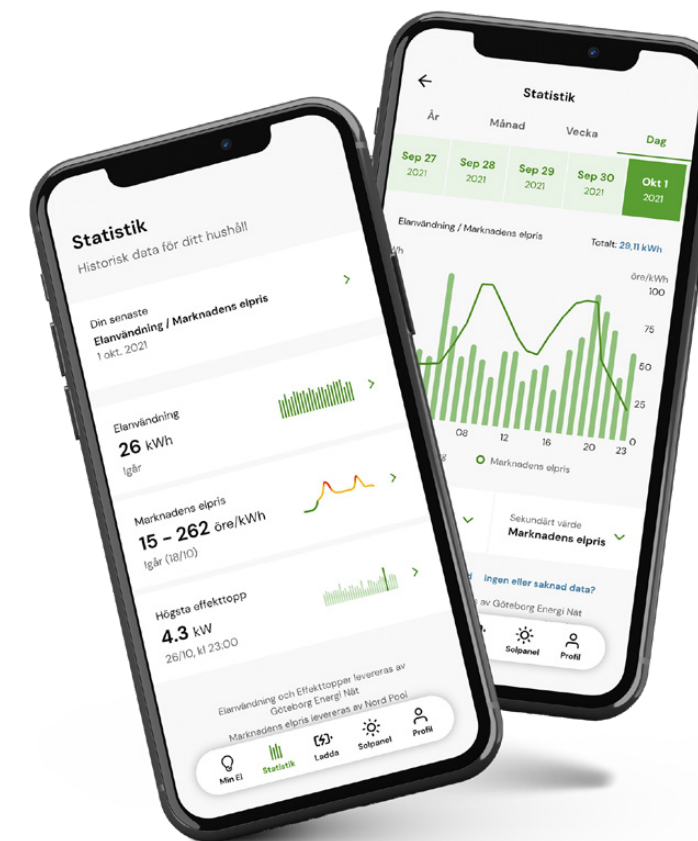 Statistik
Historisk data för ditt hushåll
Din senaste
Elanvändning / Marknadens elpris
1 okt. 2021
Elanvändning
26 kWh
Igår
Marknadens elpris
15 – 262 öre/kWh
Igår (18/10)
Högsta effekttopp
4.3 kW
26/10, kl 23:00
Elanvändning och Effekttopper levereras av
Göteborg Energi Nät
Marknadens elpris levereras av Nord Pool
Min El
Statistik
Ladda
Solpanel
Profil
Statistik
År
Månad
Vecka
Dag
Sep 27
2021
Sep 28
2021
Sep 29
2021
Sep 30
2021
Okt 1
2021
Elanvändning / Marknadens elpris
Totalt: 29,11 kWh
öre/kWh
100
75
50
25
0
08
12
16
20
23
Marknadens elpris
Sekundärt värde
Marknadens elpris
Ingen eller saknad data?
av Göteborg Energi Nät
Solpanel
Profil